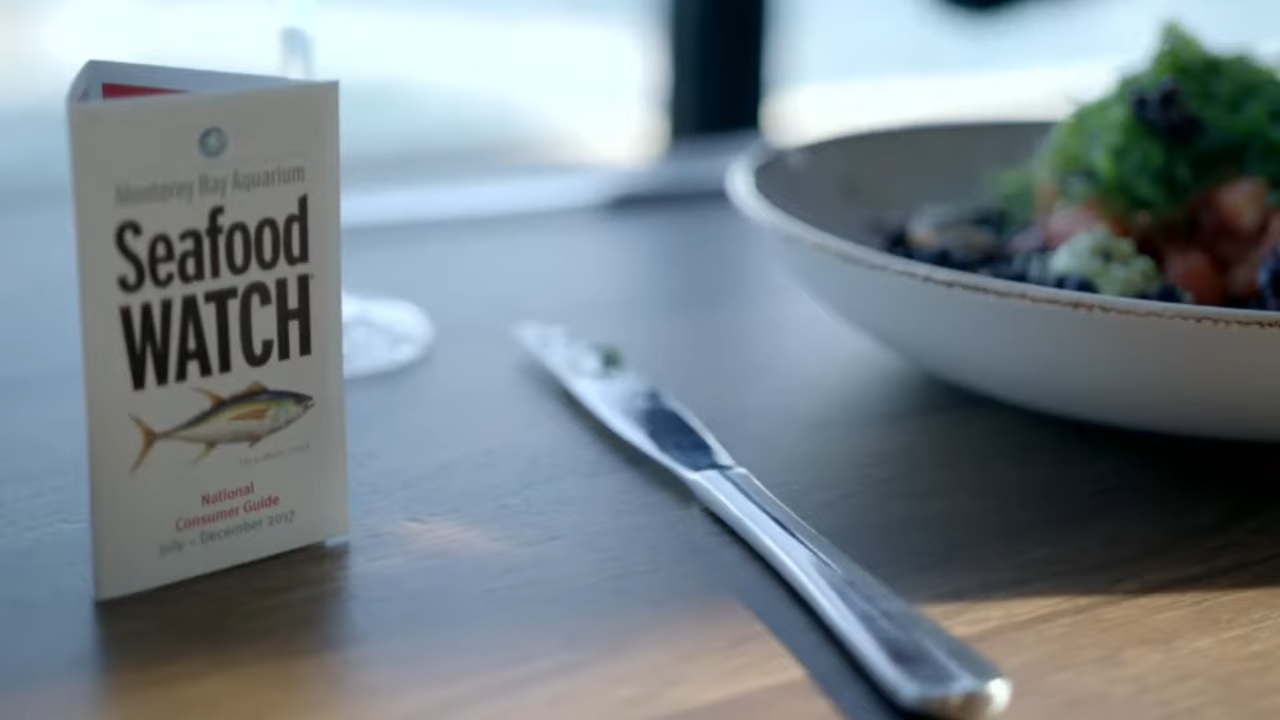 Monterey Bay Aquarium
Seafood
WATCH
National
Consumer Guide
July – December 2017